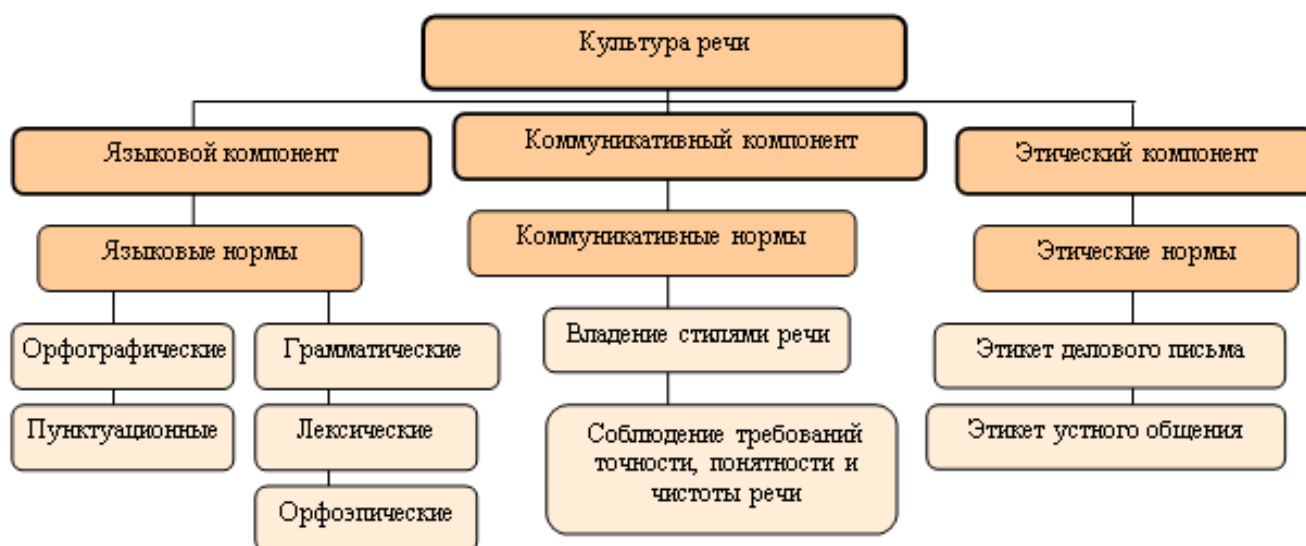 Культура речи
Языковой компонент
Коммуникативный компонент
Этический компонент
Языковые нормы
Коммуникативные нормы
Этические нормы
Орфографические
Грамматические
Владение стилями речи
Этикет делового письма
Пунктуационные
Лексические
Соблюдение требований
точности, понятности и
чистоты речи
Этикет устного общения
Орфоэпические